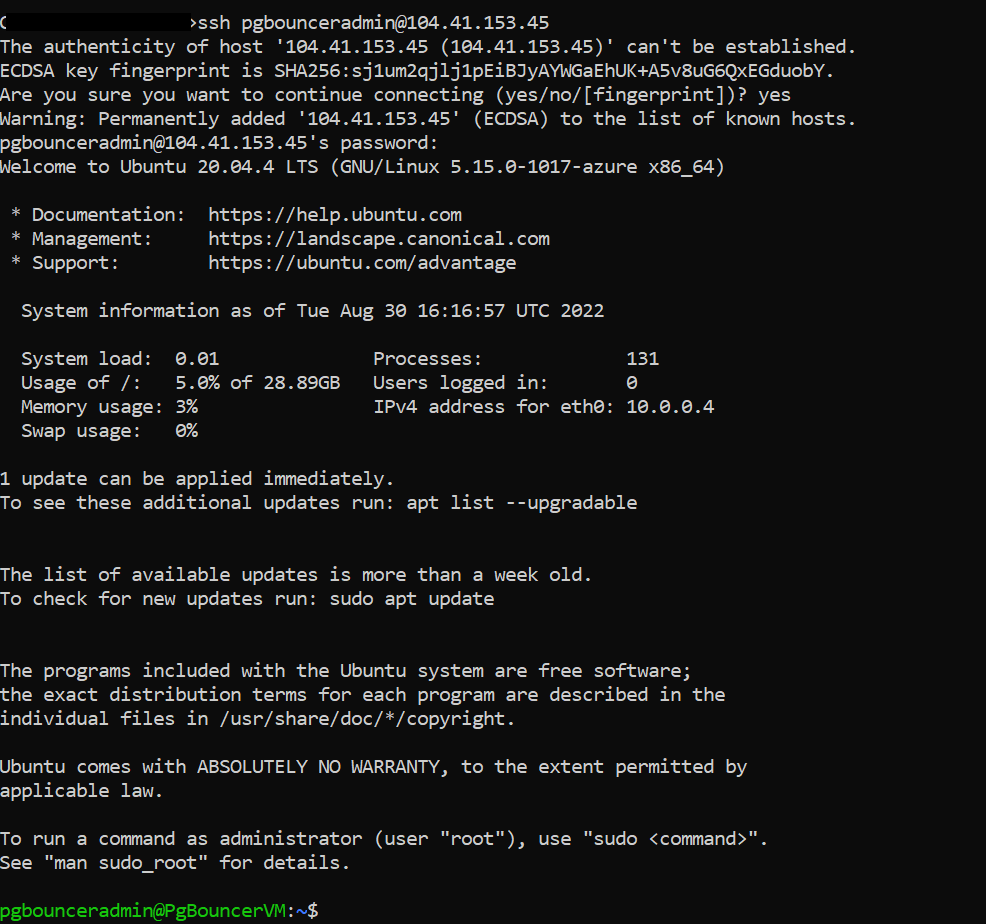 C >ssh pgbounceradmin@104.41.153.45
The authenticity of host '104.41.153.45 (104.41.153.45)' can't be established.
ECDSA key fingerprint is SHA256:sj1um2qjlj1pEiBJyAYWGaEhUK+A5v8uG6QxEGduobY.
Are you sure you want to continue connecting (yes/no/[fingerprint])? yes
Warning: Permanently added '104.41.153.45' (ECDSA) to the list of known hosts.
pgbounceradmin@104.41.153.45's password:
Welcome to Ubuntu 20.04.4 LTS (GNU/Linux 5.15.0-1017-azure x86_64)
* Documentation: https://help.ubuntu.com
* Management: https://landscape.canonical.com
* Support: https://ubuntu.com/advantage
System information as of Tue Aug 30 16:16:57 UTC 2022
System load: 0.01 Processes: 131
Usage of /: 5.0% of 28.89GB Users logged in: 0
Memory usage: 3% IPv4 address for eth0: 10.0.0.4
Swap usage: 0%
1 update can be applied immediately.
To see these additional updates run: apt list --upgradable
The list of available updates is more than a week old.
To check for new updates run: sudo apt update
The programs included with the Ubuntu system are free software;
the exact distribution terms for each program are described in the
individual files in /usr/share/doc/*/copyright.
Ubuntu comes with ABSOLUTELY NO WARRANTY, to the extent permitted by
applicable law.
To run a command as administrator (user "root"), use "sudo <command>".
See "man sudo_root" for details.
pgbounceradmin@PgBouncerVM:~$